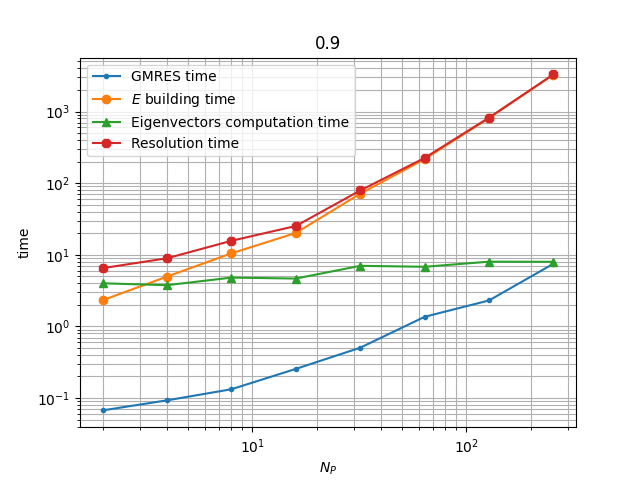 0.9
GMRES time
E building time
Eigenvectors computation time
Resolution time
time
10³
10²
10¹
10⁰
10⁻¹
10¹
10²
N_P